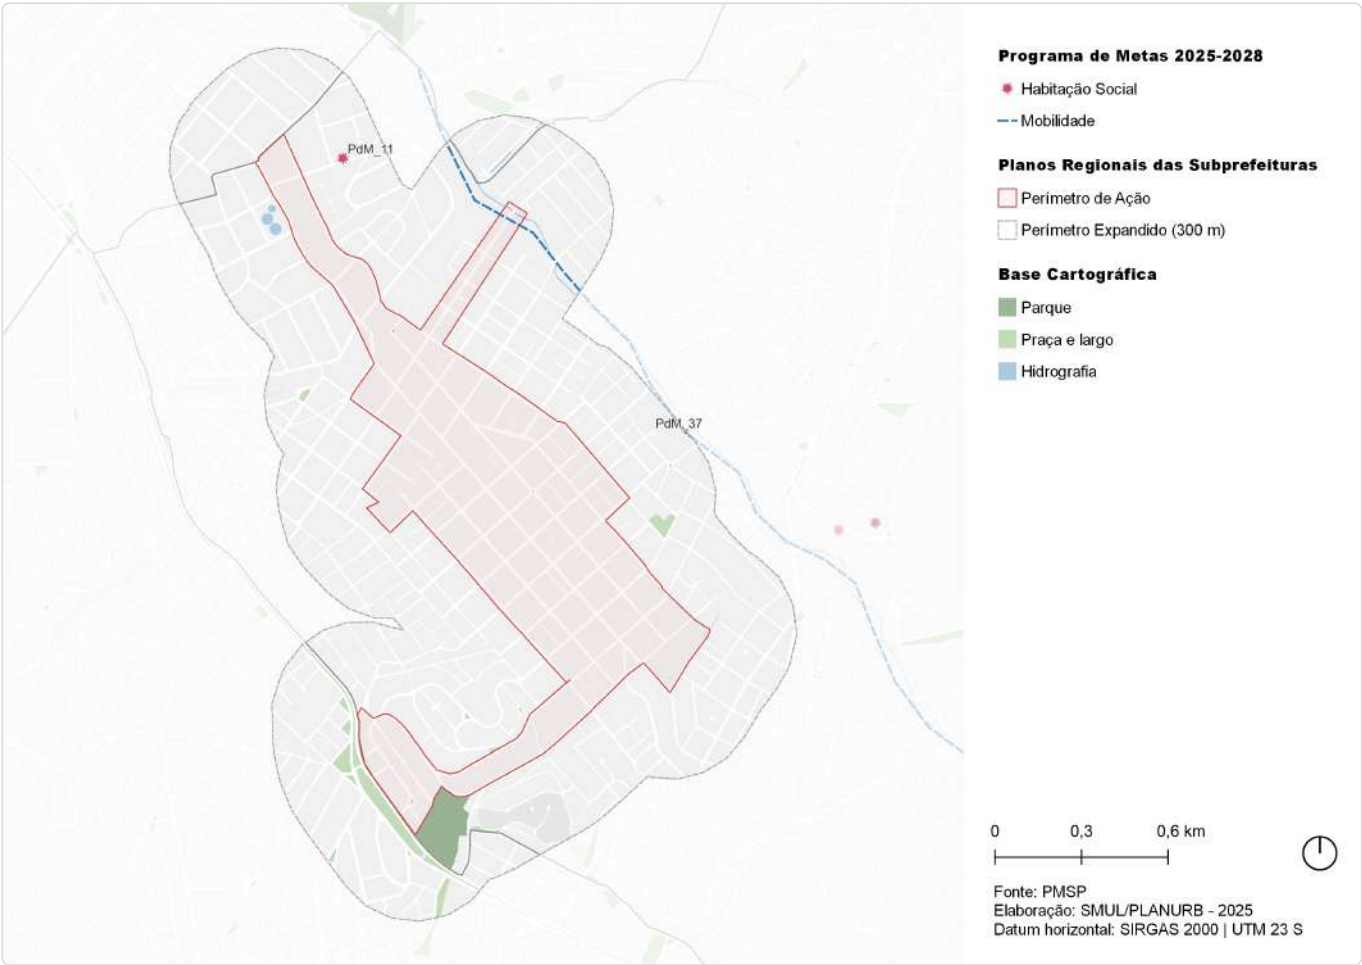 Programa de Metas 2025-2028
Habitação Social
Mobilidade
Planos Regionais das Subprefeituras
Perímetro de Ação
Perímetro Expandido (300 m)
Base Cartográfica
Parque
Praça e largo
Hidrografia
PdM_11
PdM_37
0 0,3 0,6 km
Fonte: PMSP
Elaboração: SMUL/PLANURB - 2025
Datum horizontal: SIRGAS 2000 | UTM 23 S